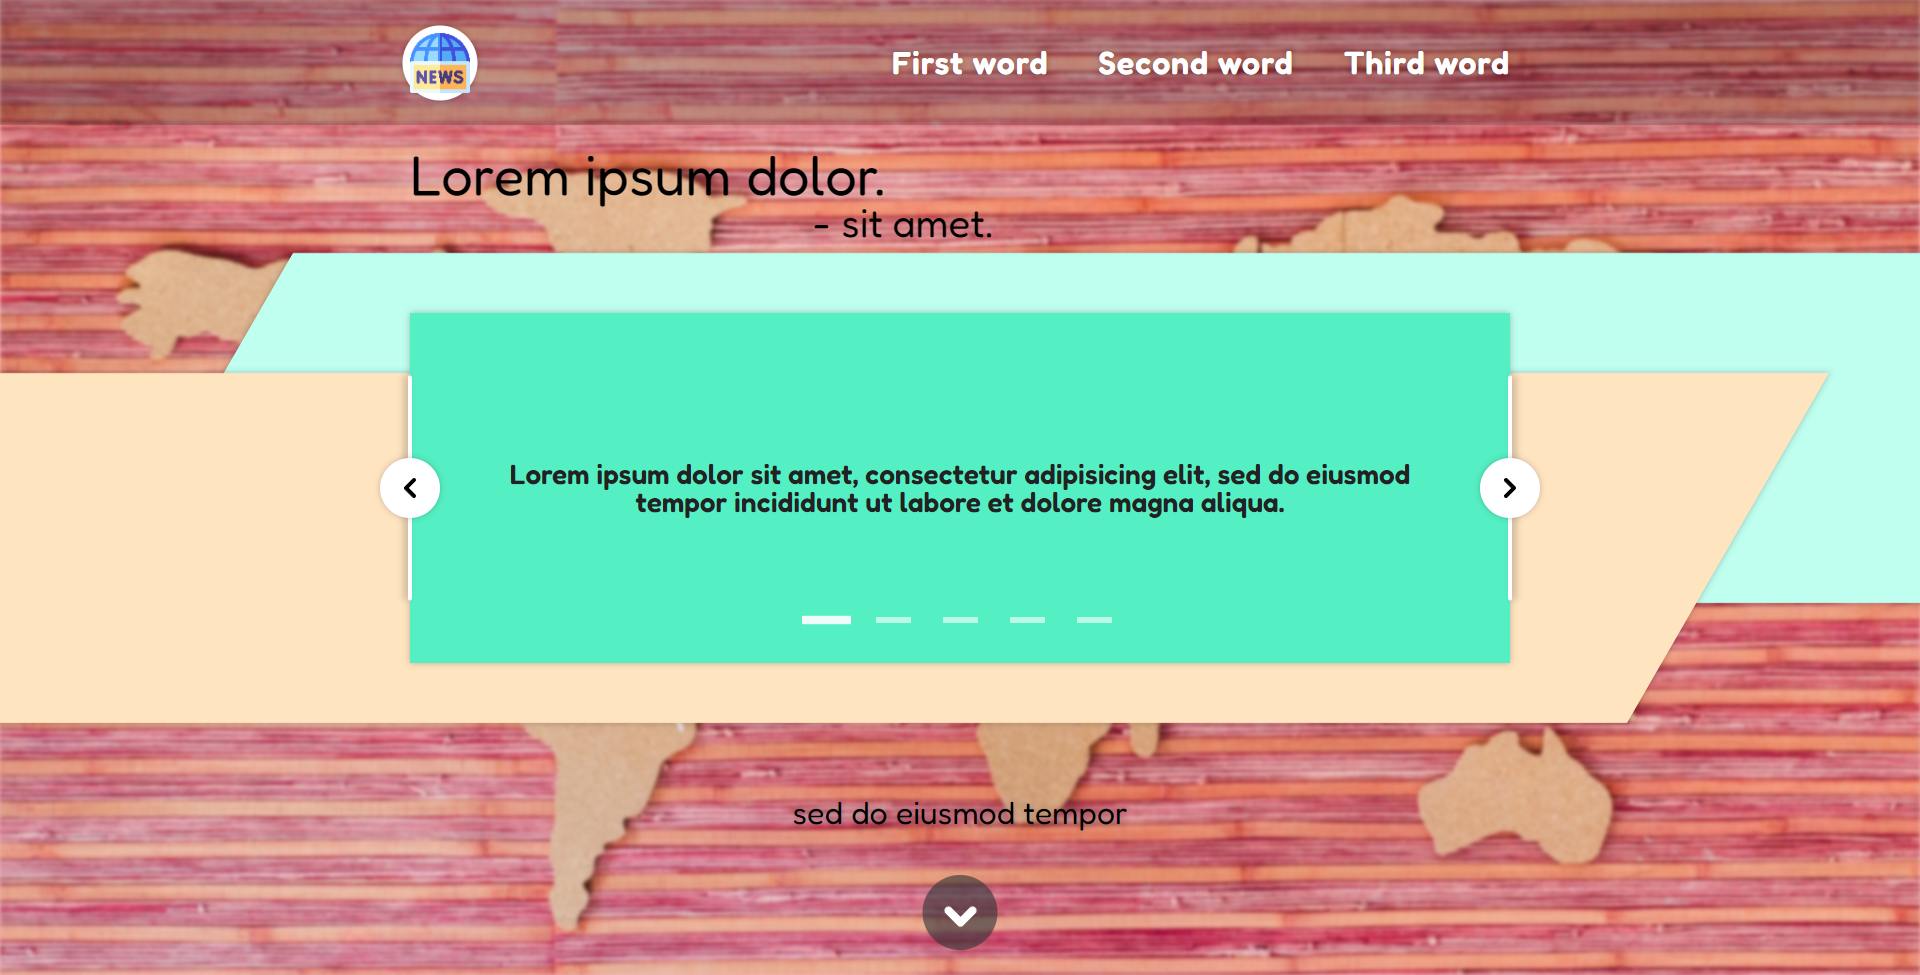 NEWS
First word
Second word
Third word
Lorem ipsum dolor.
- sit amet.
Lorem ipsum dolor sit amet, consectetur adipisicing elit, sed do eiusmod
tempor incididunt ut labore et dolore magna aliqua.
sed do eiusmod tempor